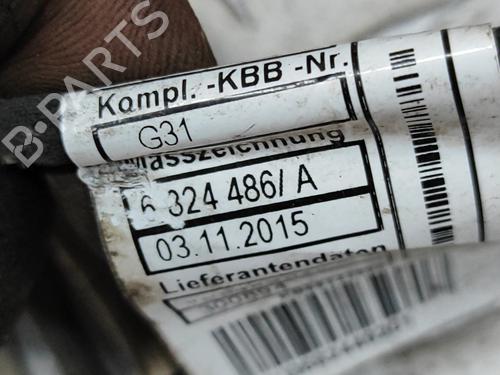 B-PARTS
Kompl. -KBB -Nr.
G31
Masszeichnung
6 324 486/ A
03.11.2015
Lieferantendaten